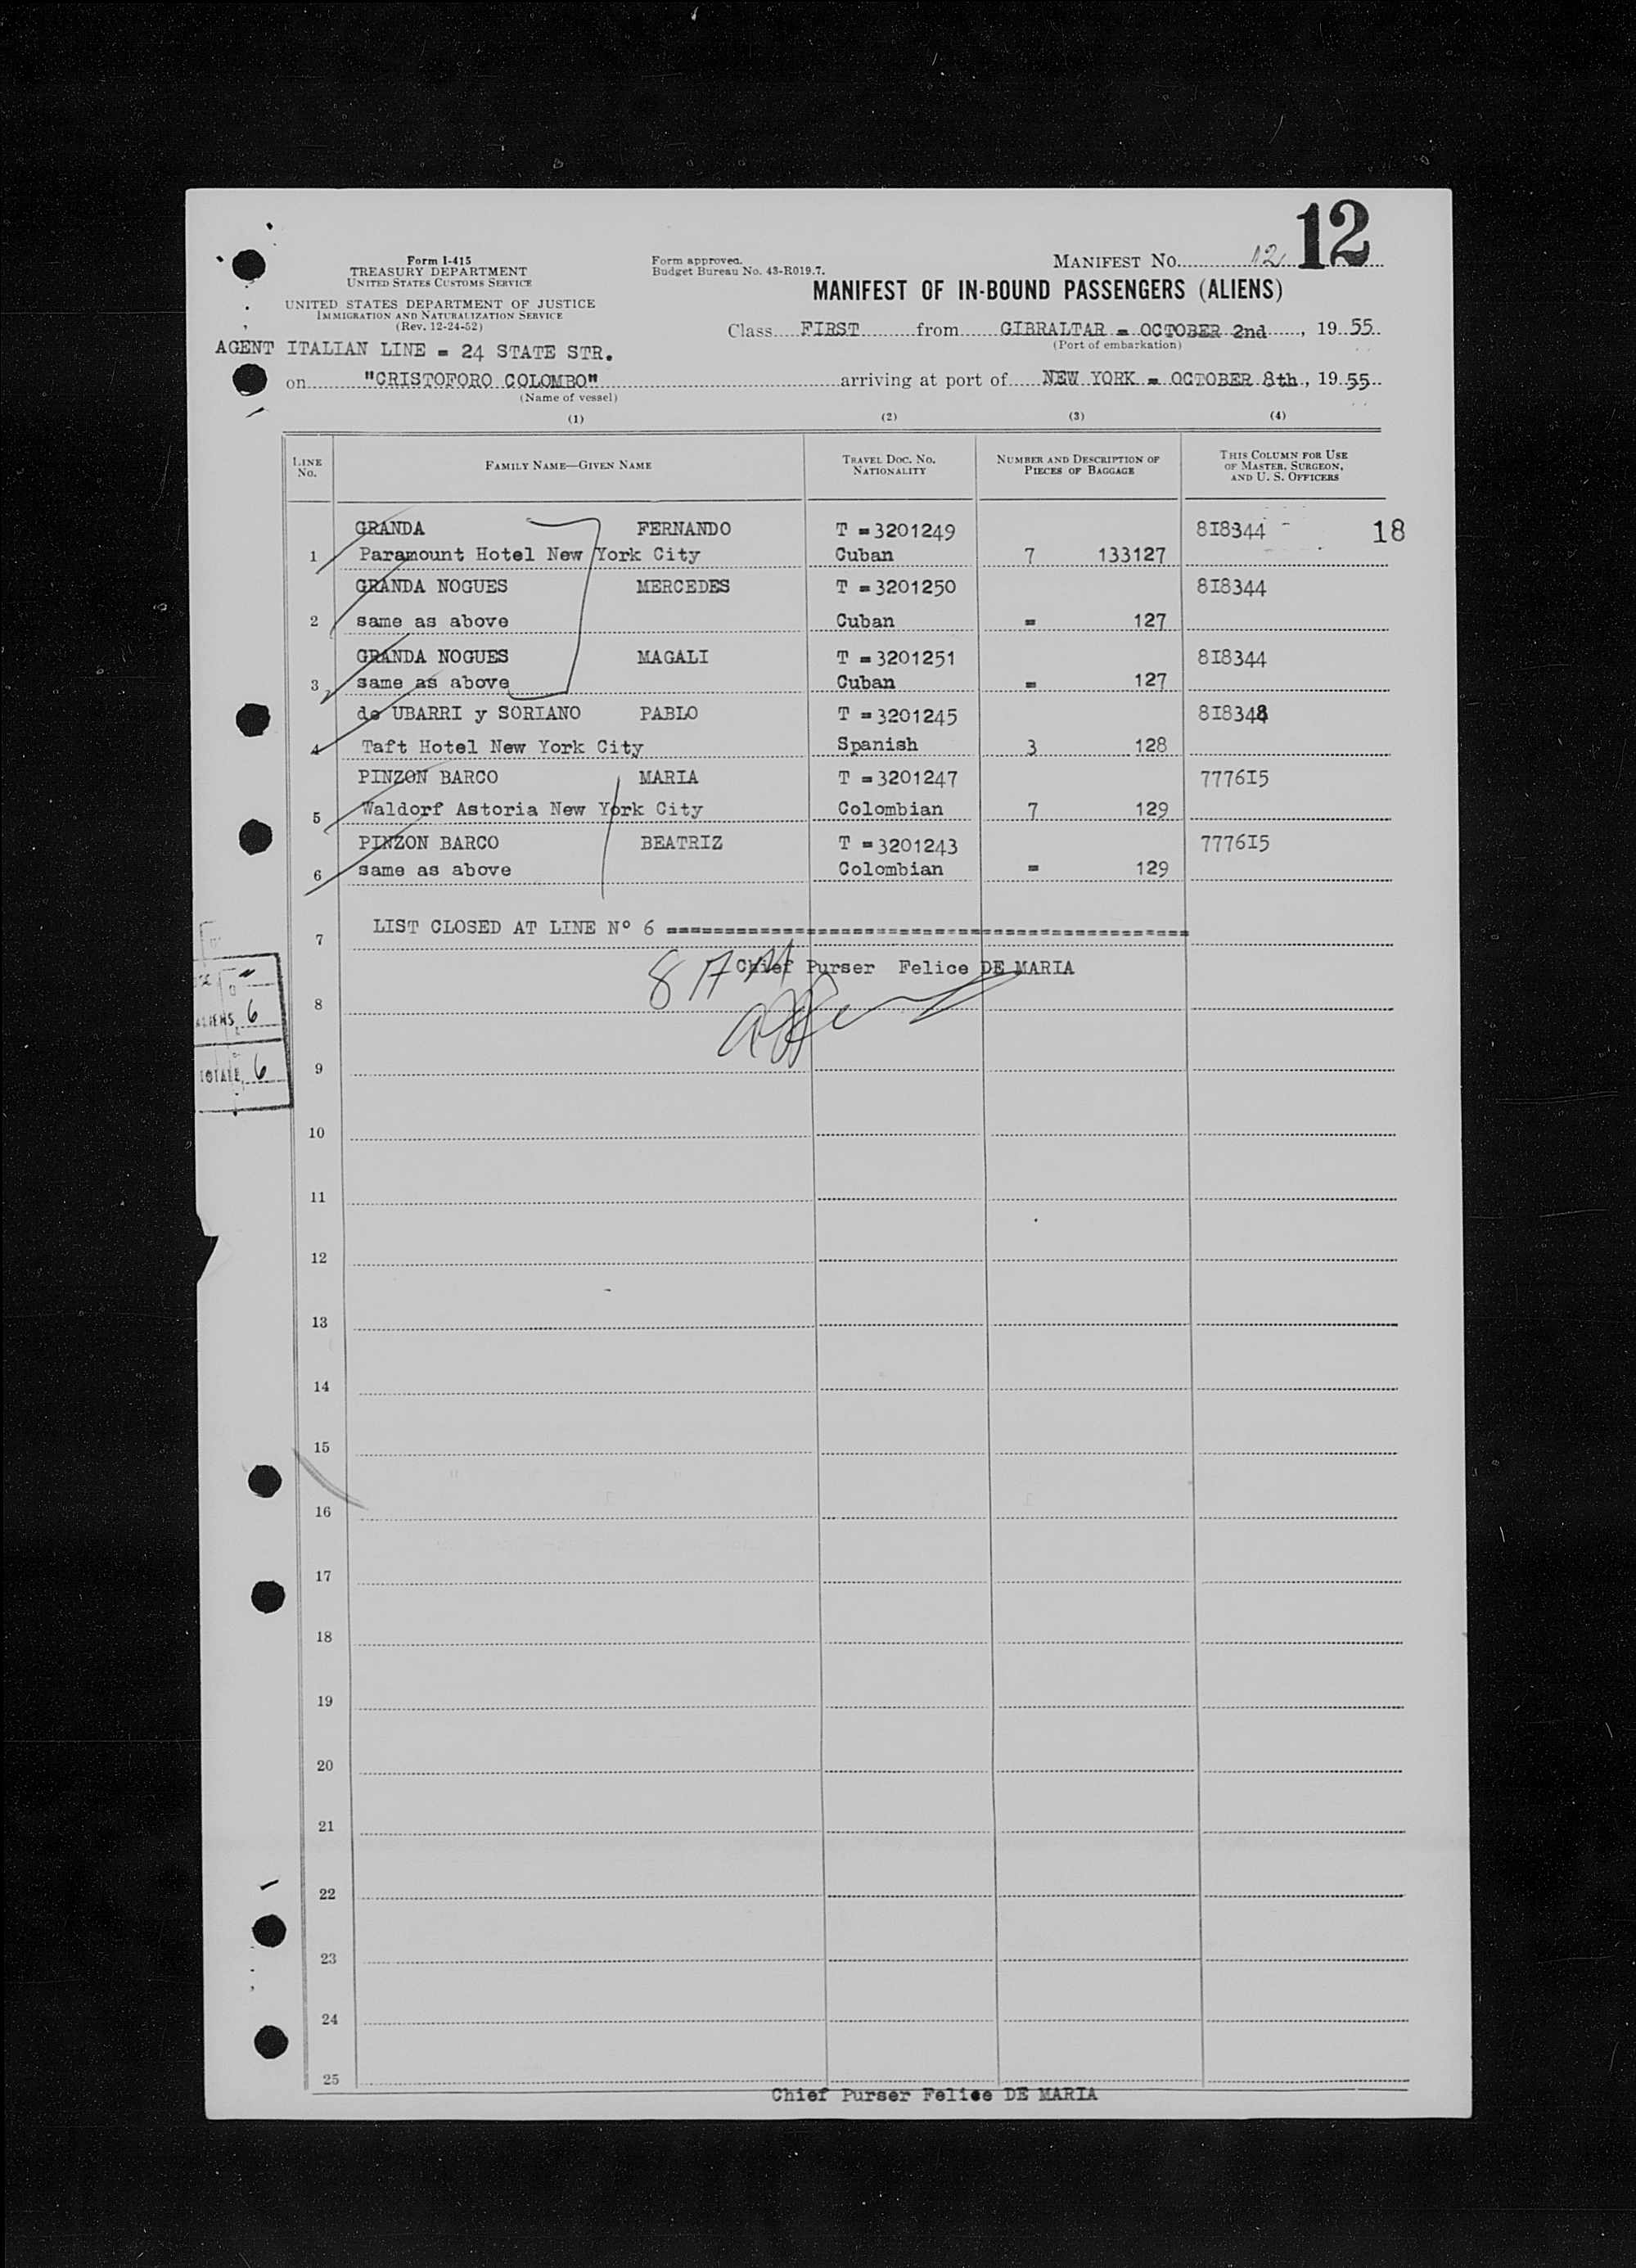 12
Form I-415
TREASURY DEPARTMENT
UNITED STATES CUSTOMS SERVICE
UNITED STATES DEPARTMENT OF JUSTICE
IMMIGRATION AND NATURALIZATION SERVICE
(Rev. 12-24-52)
Form approved.
Budget Bureau No. 43-R019.7.
MANIFEST NO. 12
MANIFEST OF IN-BOUND PASSENGERS (ALIENS)
Class FIRST from GIBRALTAR = OCTOBER 2nd, 1955
(Port of embarkation)
AGENT ITALIAN LINE = 24 STATE STR.
on "CRISTOFORO COLOMBO" arriving at port of NEW YORK = OCTOBER 8th, 1955
(Name of vessel)
(1) (2) (3) (4)
LINE NO. FAMILY NAME—GIVEN NAME TRAVEL DOC. NO. NATIONALITY NUMBER AND DESCRIPTION OF PIECES OF BAGGAGE THIS COLUMN FOR USE OF MASTER, SURGEON, AND U. S. OFFICERS
GRANDA FERNANDO T =3201249 8I8344 18
1 Paramount Hotel New York City Cuban 7 133127
GRANDA NOGUES MERCEDES T =3201250 8I8344
2 same as above Cuban = 127
GRANDA NOGUES MAGALI T =3201251 8I8344
3 same as above Cuban = 127
de UBARRI y SORIANO PABLO T =3201245 8I8348
4 Taft Hotel New York City Spanish 3 128
PINZON BARCO MARIA T =3201247 7776I5
5 Waldorf Astoria New York City Colombian 7 129
PINZON BARCO BEATRIZ T =3201243 7776I5
6 same as above Colombian = 129
7 LIST CLOSED AT LINE N° 6 =============================================
8 AM Chief Purser Felice DE MARIA
8
ALIENS 6
9
TOTALE 6
10
11
12
13
14
15
16
17
18
19
20
21
22
23
24
25
Chief Purser Felice DE MARIA